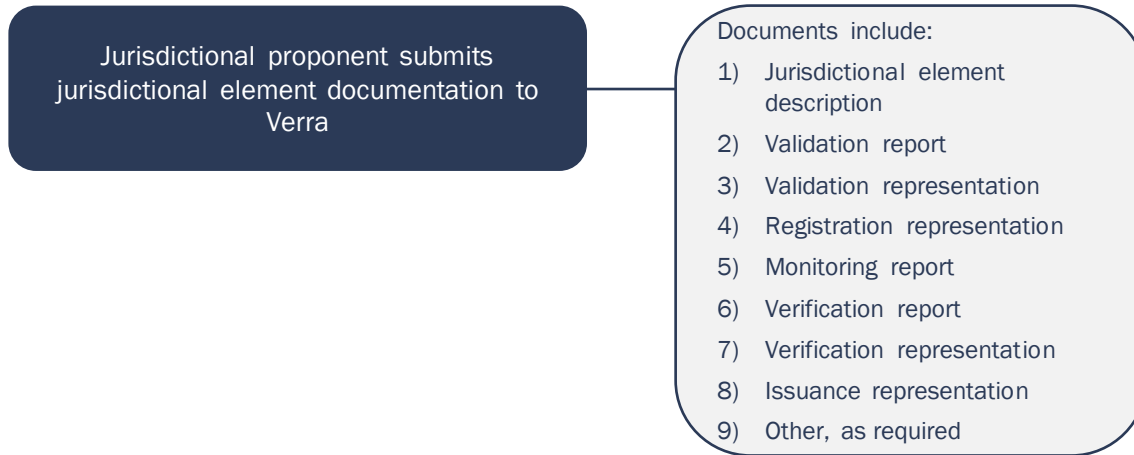 Jurisdictional proponent submits
jurisdictional element documentation to
Verra
Documents include:
1) Jurisdictional element
description
2) Validation report
3) Validation representation
4) Registration representation
5) Monitoring report
6) Verification report
7) Verification representation
8) Issuance representation
9) Other, as required